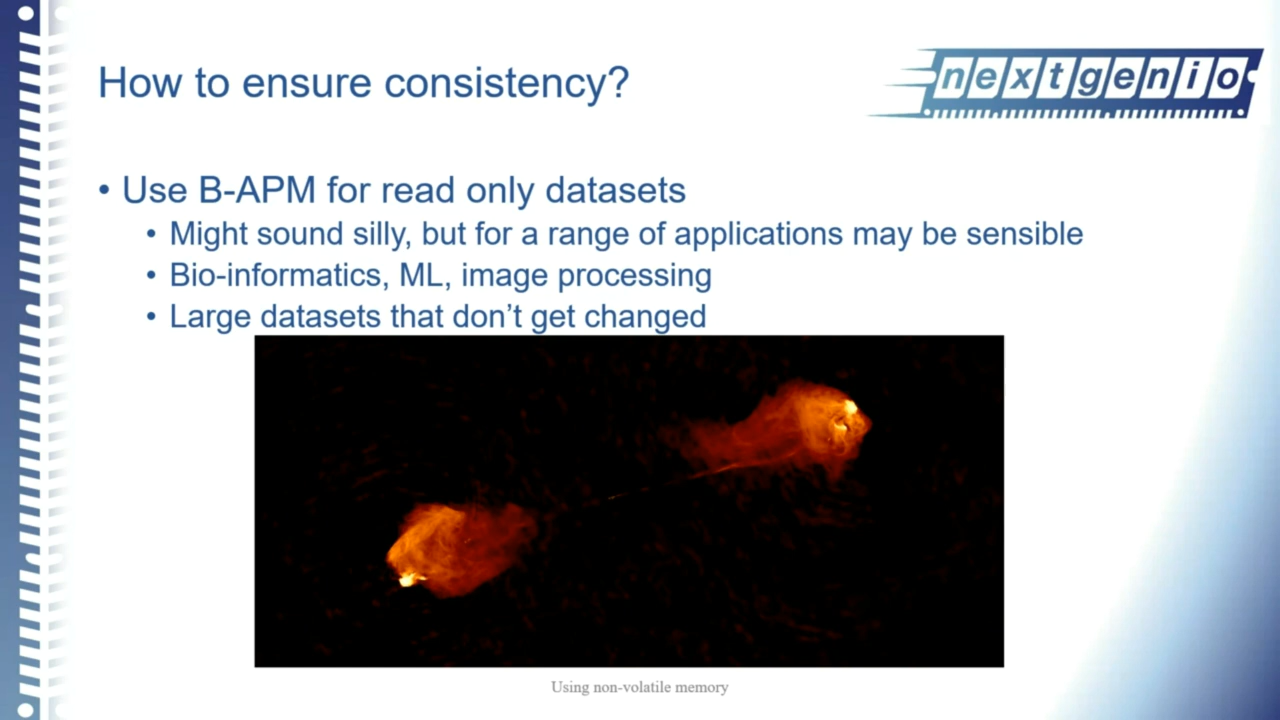 How to ensure consistency?
nextgenio
• Use B-APM for read only datasets
• Might sound silly, but for a range of applications may be sensible
• Bio-informatics, ML, image processing
• Large datasets that don’t get changed
Using non-volatile memory